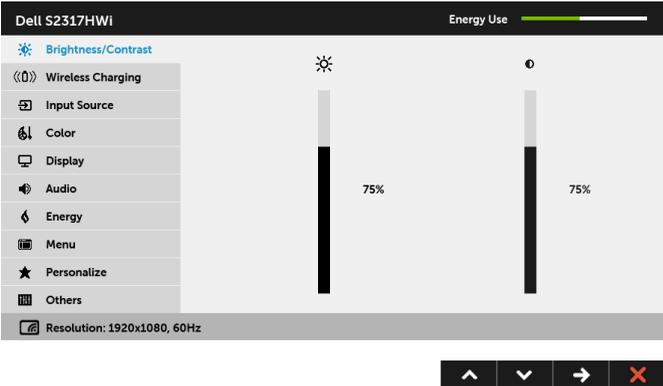 Dell S2317HWi
Energy Use
Brightness/Contrast
Wireless Charging
Input Source
Color
Display
Audio
Energy
Menu
Personalize
Others
75%
75%
Resolution: 1920x1080, 60Hz